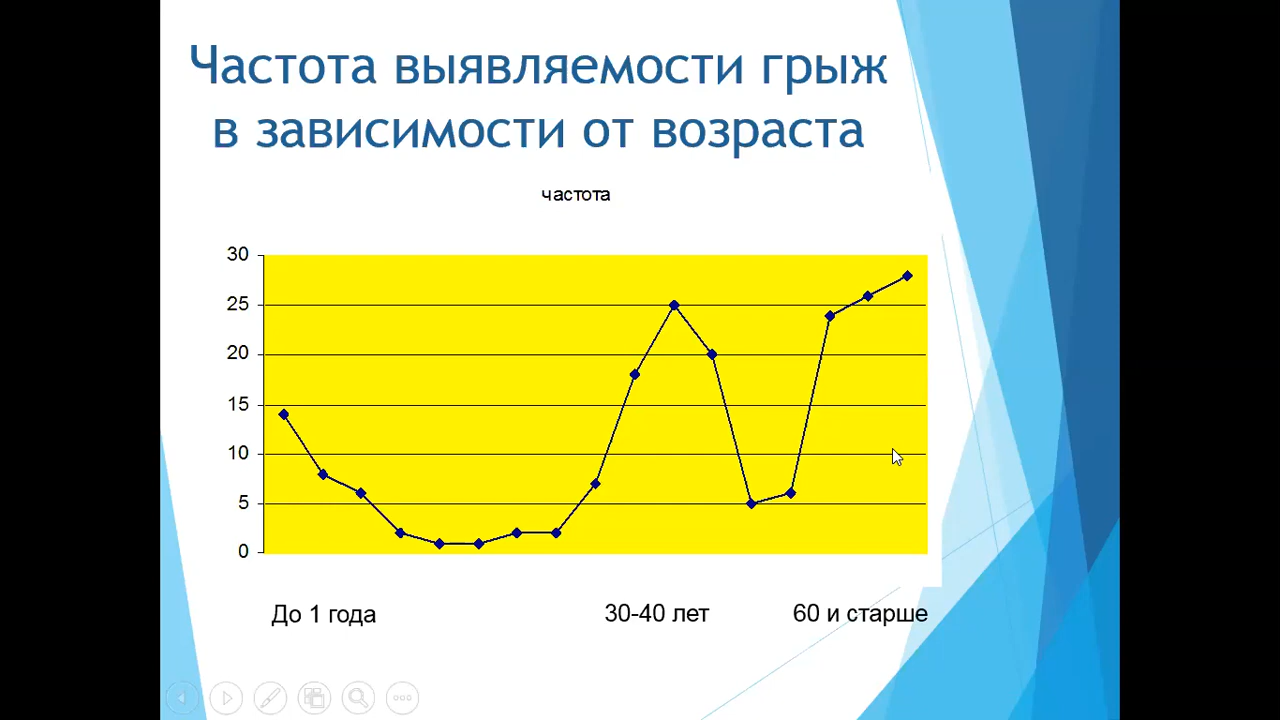 Частота выявляемости грыж
в зависимости от возраста
частота
30
25
20
15
10
5
0
До 1 года
30-40 лет
60 и старше